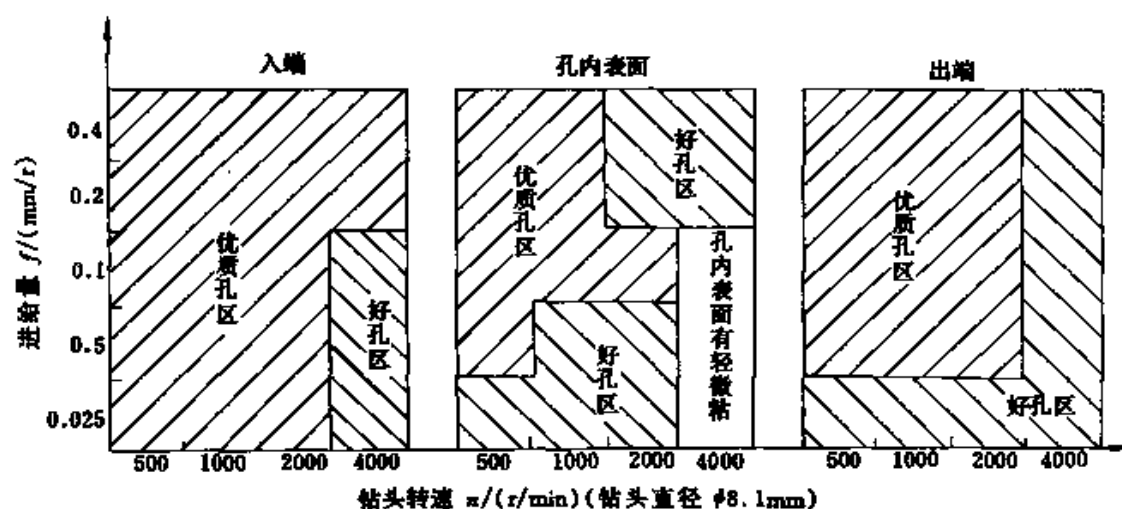 入端
孔内表面
出端
进给量 f/(mm/r)
0.4
0.2
0.1
0.5
0.025
优质孔区
好孔区
优质孔区
好孔区
好孔区
孔内表面有轻微粘
优质孔区
好孔区
500 1000 2000 4000
500 1000 2000 4000
500 1000 2000 4000
钻头转速 n/(r/min)(钻头直径 φ8.1mm)